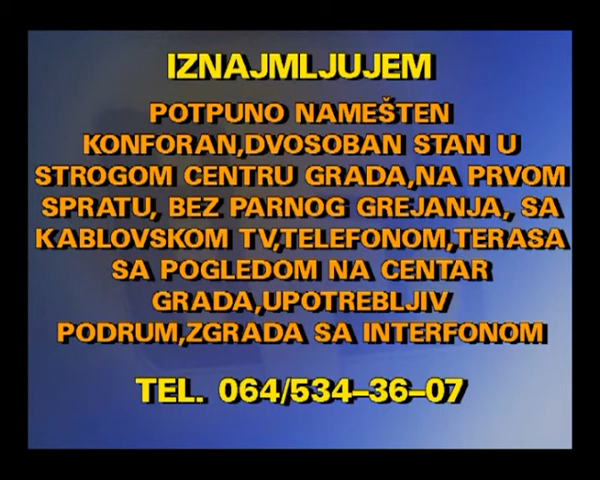 IZNAJMLJUJEM
POTPUNO NAMEŠTEN
KONFORAN,DVOSOBAN STAN U
STROGOM CENTRU GRADA,NA PRVOM
SPRATU, BEZ PARNOG GREJANJA, SA
KABLOVSKOM TV,TELEFONOM,TERASA
SA POGLEDOM NA CENTAR
GRADA,UPOTREBLJIV
PODRUM,ZGRADA SA INTERFONOM
TEL. 064/534-36-07